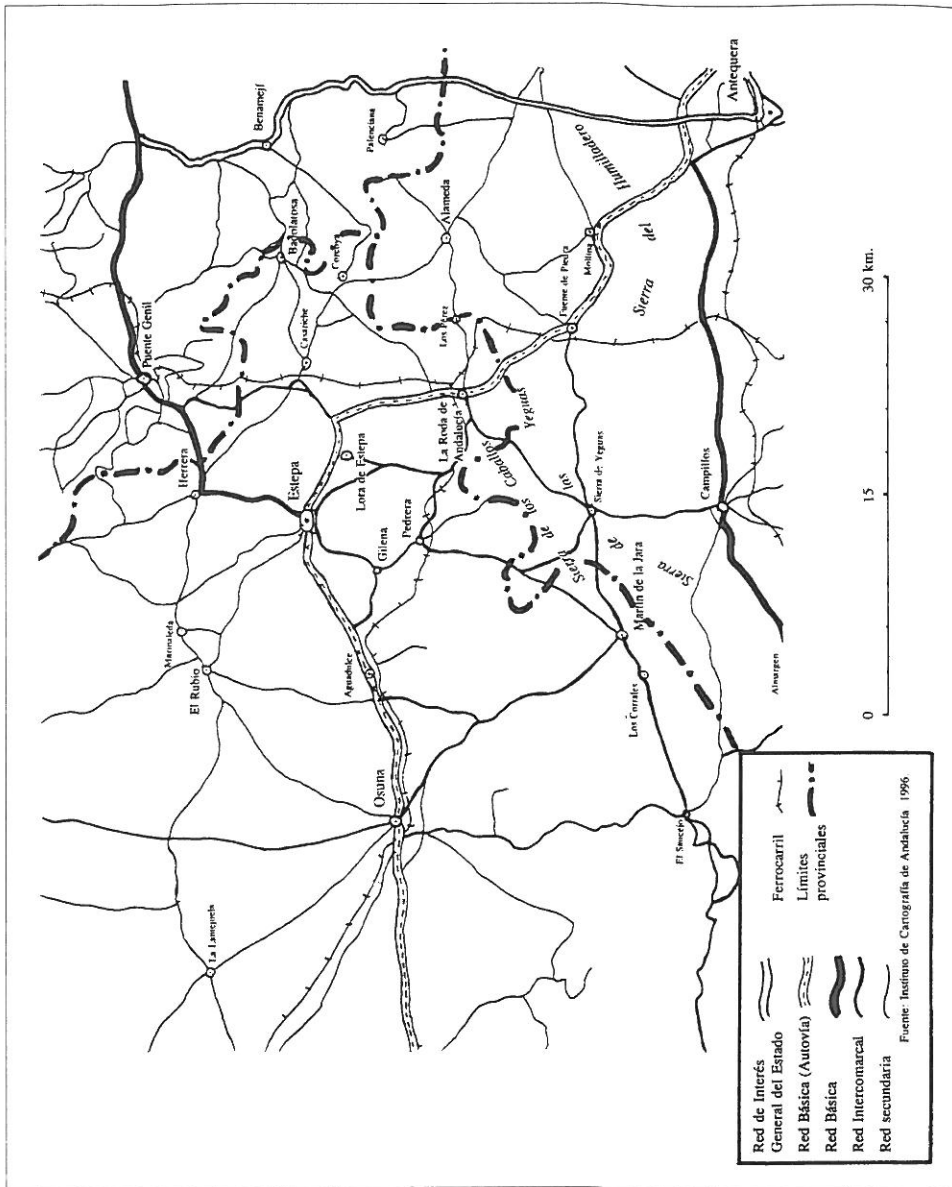 Benamejí
Palenciana
Antequera
Humilladero
Badolatosa
Corcoya
Alameda
Mollina
del
Sierra
Puente Genil
Casariche
Los Pérez
Fuente de Piedra
La Roda de
Andalucía
Yeguas
Herrera
Estepa
Lora de Estepa
Caballos
los
de
Sierra
las
Sierra de Yeguas
Campillos
Gilena
Pedrera
de
Sierra
Marinaleda
El Rubio
Aguadulce
Martín de la Jara
Los Corrales
Almargen
Osuna
El Saucejo
La Lantejuela
0
15
30 km.
Red de Interés
General del Estado
Red Básica (Autovía)
Red Básica
Red Intercomarcal
Red secundaria
Ferrocarril
Límites
provinciales
Fuente: Instituto de Cartografía de Andalucía 1996.